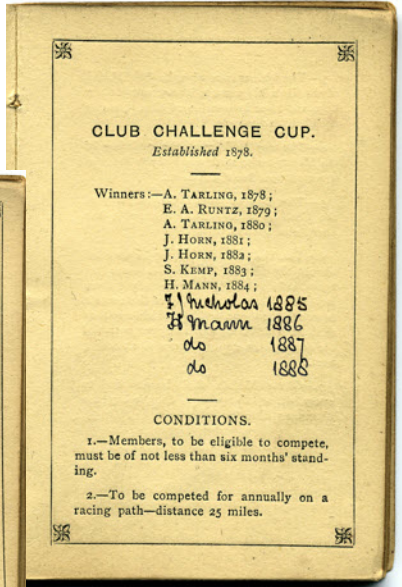 CLUB CHALLENGE CUP.
Established 1878.
Winners:—A. TARLING, 1878;
E. A. RUNTZ, 1879;
A. TARLING, 1880;
J. HORN, 1881;
J. HORN, 1882;
S. KEMP, 1883;
H. MANN, 1884;
F J Nicholas 1885
H Mann 1886
do 1887
do 1888
CONDITIONS.
1.—Members, to be eligible to compete,
must be of not less than six months' stand-
ing.
2.—To be competed for annually on a
racing path—distance 25 miles.